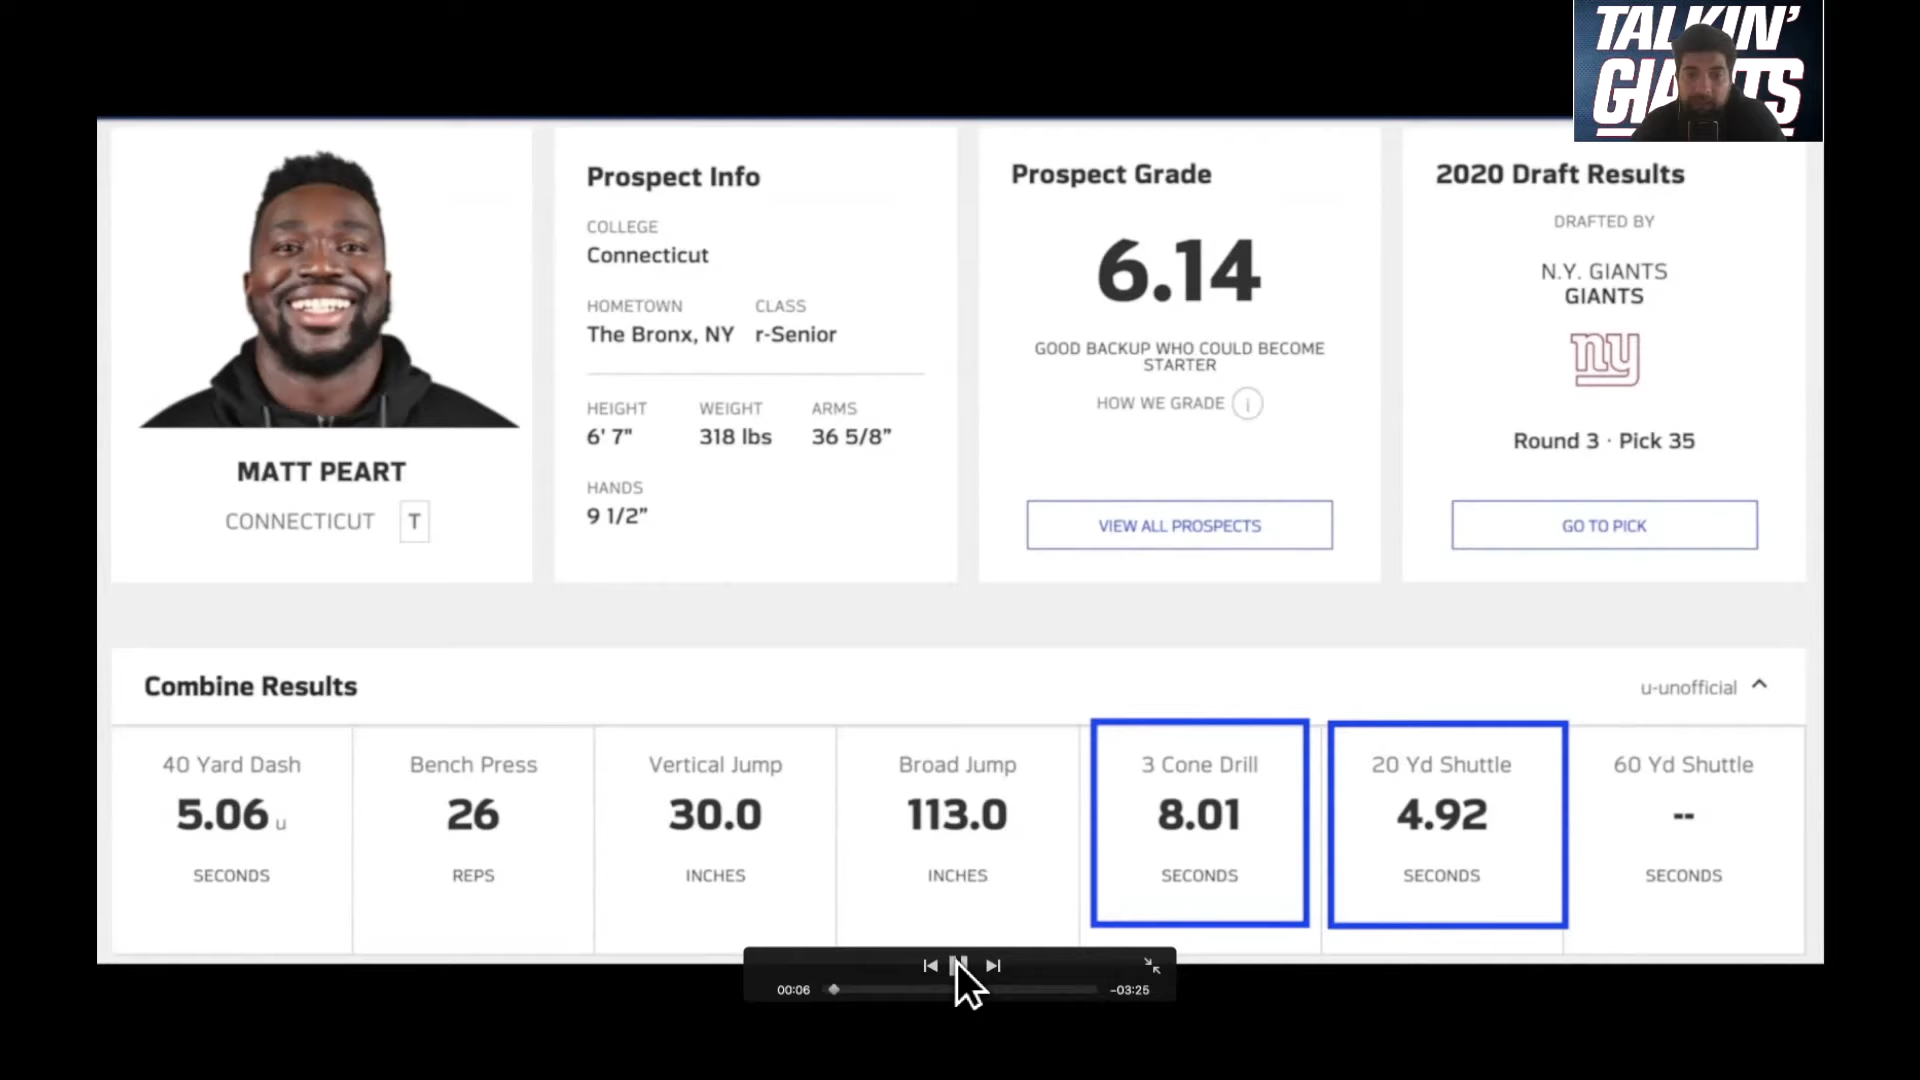 TALKIN'
GIANTS
MATT PEART
CONNECTICUT T
Prospect Info
COLLEGE
Connecticut
HOMETOWN CLASS
The Bronx, NY r-Senior
HEIGHT WEIGHT ARMS
6' 7" 318 lbs 36 5/8”
HANDS
9 1/2”
Prospect Grade
6.14
GOOD BACKUP WHO COULD BECOME
STARTER
HOW WE GRADE i
VIEW ALL PROSPECTS
2020 Draft Results
DRAFTED BY
N.Y. GIANTS
GIANTS
ny
Round 3 · Pick 35
GO TO PICK
Combine Results u-unofficial
40 Yard Dash Bench Press Vertical Jump Broad Jump 3 Cone Drill 20 Yd Shuttle 60 Yd Shuttle
5.06 u 26 30.0 113.0 8.01 4.92 --
SECONDS REPS INCHES INCHES SECONDS SECONDS SECONDS
00:06 -03:25